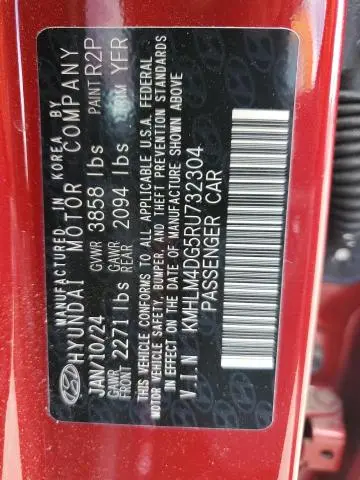 MANUFACTURED IN KOREA BY
HYUNDAI MOTOR COMPANY
JAN/10/24 GVWR 3858 lbs PAINT R2P
GAWR FRONT 2271 lbs GAWR REAR 2094 lbs TRIM YER
THIS VEHICLE CONFORMS TO ALL APPLICABLE U.S.A. FEDERAL
MOTOR VEHICLE SAFETY, BUMPER, AND THEFT PREVENTION STANDARDS
IN EFFECT ON THE DATE OF MANUFACTURE SHOWN ABOVE
V.I.N KMHLM4DG5RU732304
PASSENGER CAR